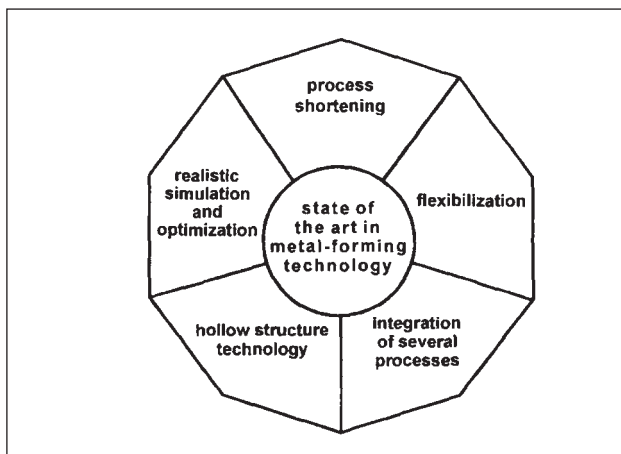 process
shortening
realistic
simulation
and
optimization
flexibilization
state of
the art in
metal-forming
technology
hollow structure
technology
integration
of several
processes